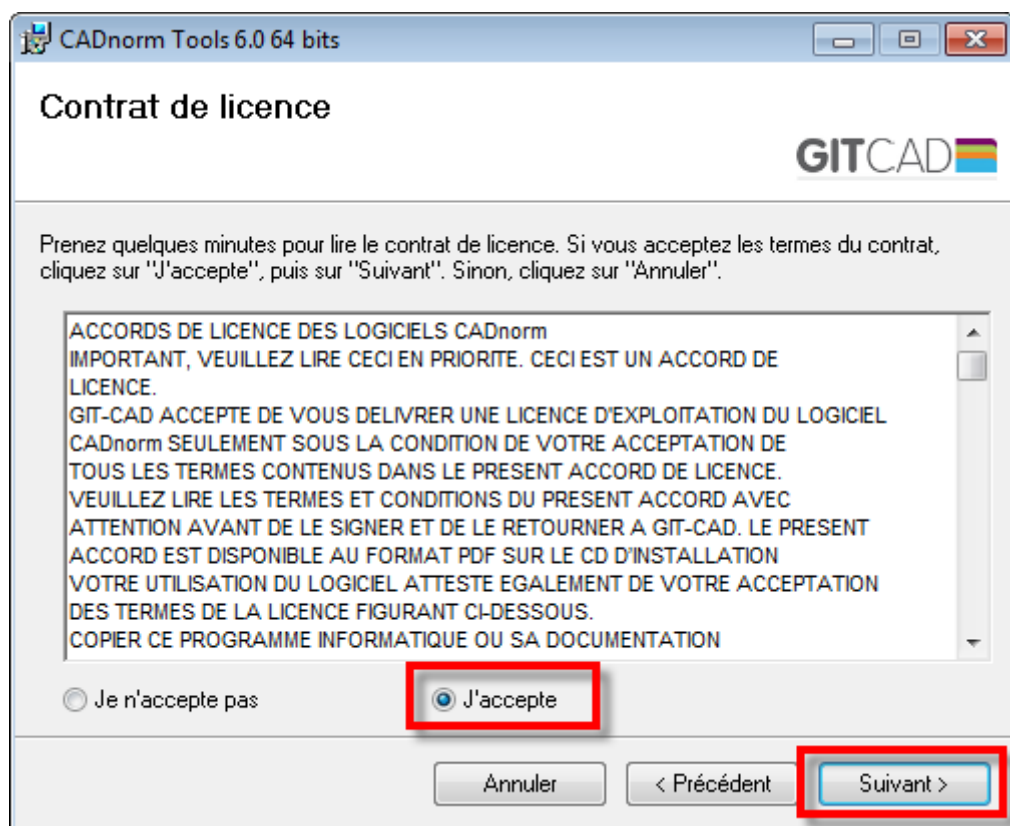 CADnorm Tools 6.0 64 bits
Contrat de licence
GITCAD
Prenez quelques minutes pour lire le contrat de licence. Si vous acceptez les termes du contrat,
cliquez sur "J'accepte", puis sur "Suivant". Sinon, cliquez sur "Annuler".
ACCORDS DE LICENCE DES LOGICIELS CADnorm
IMPORTANT, VEUILLEZ LIRE CECI EN PRIORITE. CECI EST UN ACCORD DE
LICENCE.
GIT-CAD ACCEPTE DE VOUS DELIVRER UNE LICENCE D'EXPLOITATION DU LOGICIEL
CADnorm SEULEMENT SOUS LA CONDITION DE VOTRE ACCEPTATION DE
TOUS LES TERMES CONTENUS DANS LE PRESENT ACCORD DE LICENCE.
VEUILLEZ LIRE LES TERMES ET CONDITIONS DU PRESENT ACCORD AVEC
ATTENTION AVANT DE LE SIGNER ET DE LE RETOURNER A GIT-CAD. LE PRESENT
ACCORD EST DISPONIBLE AU FORMAT PDF SUR LE CD D'INSTALLATION
VOTRE UTILISATION DU LOGICIEL ATTESTE EGALEMENT DE VOTRE ACCEPTATION
DES TERMES DE LA LICENCE FIGURANT CI-DESSOUS.
COPIER CE PROGRAMME INFORMATIQUE OU SA DOCUMENTATION
Je n'accepte pas J'accepte
Annuler < Précédent Suivant >